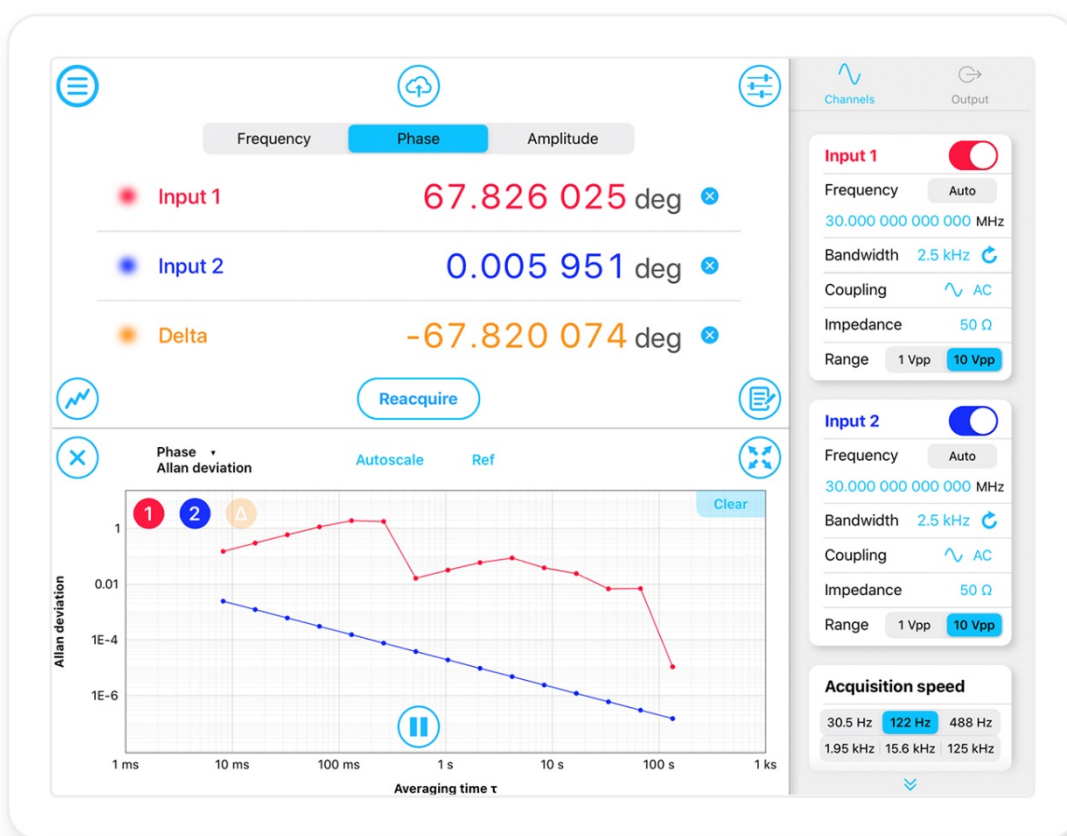 Frequency Phase Amplitude
Input 1 67.826 025 deg
Input 2 0.005 951 deg
Delta -67.820 074 deg
Reacquire
Phase ▾
Allan deviation
Autoscale Ref
Clear
1 2 Δ
1
0.01
1E-4
1E-6
Allan deviation
1 ms 10 ms 100 ms 1 s 10 s 100 s 1 ks
Averaging time τ
Channels Output
Input 1
Frequency Auto
30.000 000 000 000 MHz
Bandwidth 2.5 kHz
Coupling AC
Impedance 50 Ω
Range 1 Vpp 10 Vpp
Input 2
Frequency Auto
30.000 000 000 000 MHz
Bandwidth 2.5 kHz
Coupling AC
Impedance 50 Ω
Range 1 Vpp 10 Vpp
Acquisition speed
30.5 Hz 122 Hz 488 Hz
1.95 kHz 15.6 kHz 125 kHz